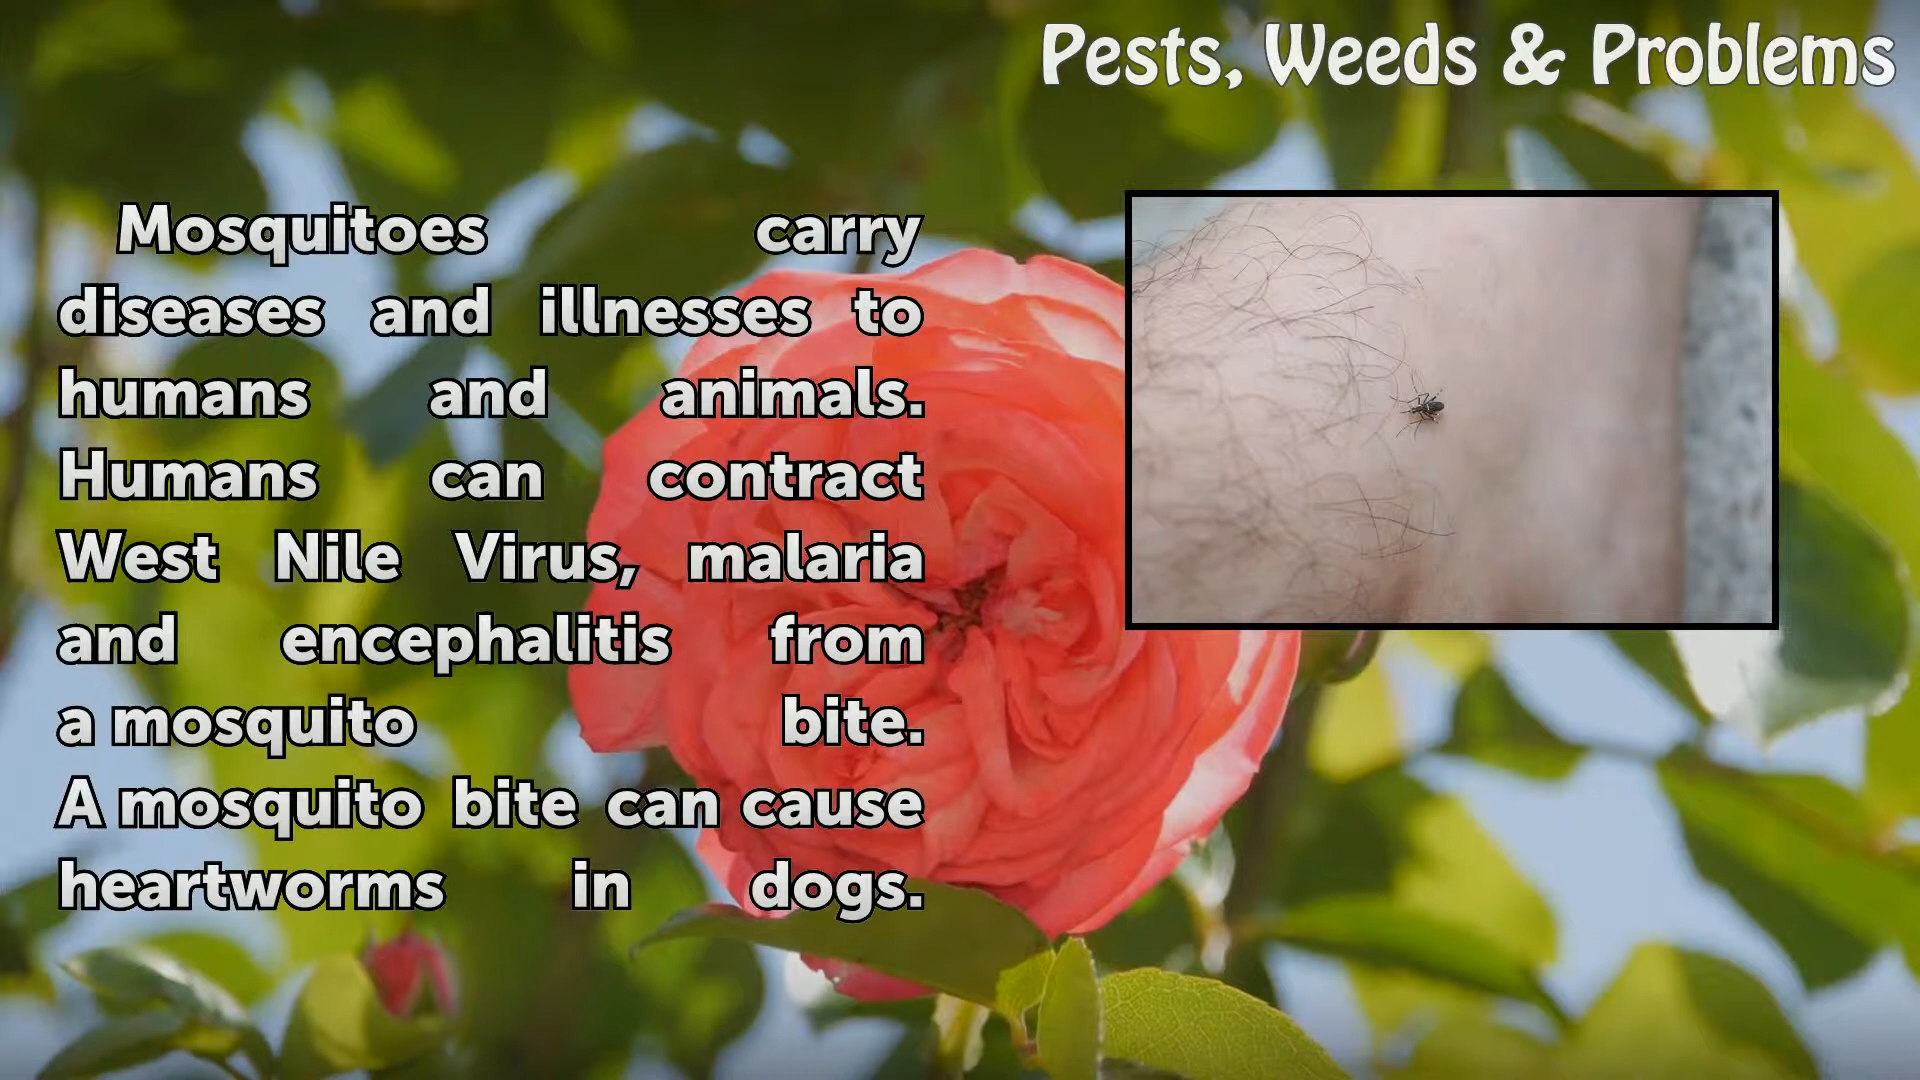 Pests, Weeds & Problems
Mosquitoes carry
diseases and illnesses to
humans and animals.
Humans can contract
West Nile Virus, malaria
and encephalitis from
a mosquito bite.
A mosquito bite can cause
heartworms in dogs.